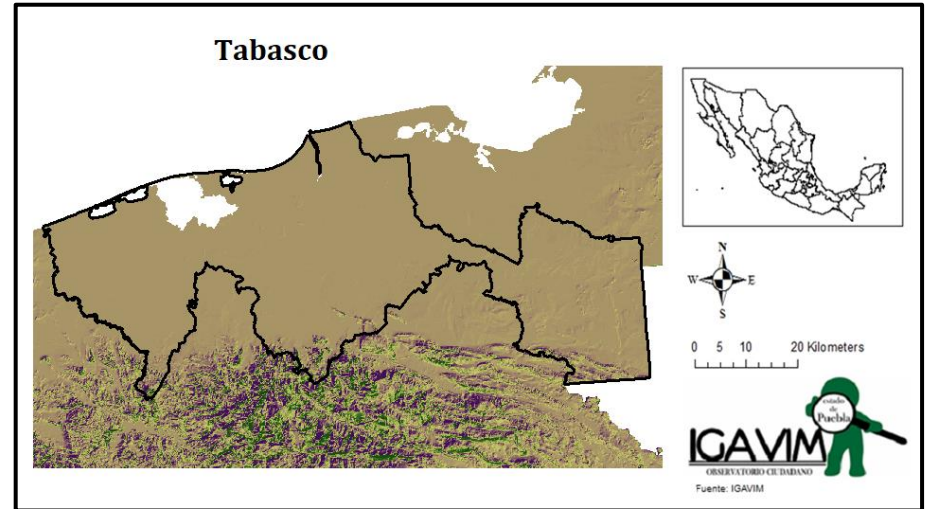 Tabasco
N
W E
S
0 5 10 20 Kilometers
estado
de
Puebla
IGAVIM
OBSERVATORIO CIUDADANO
Fuente: IGAVIM